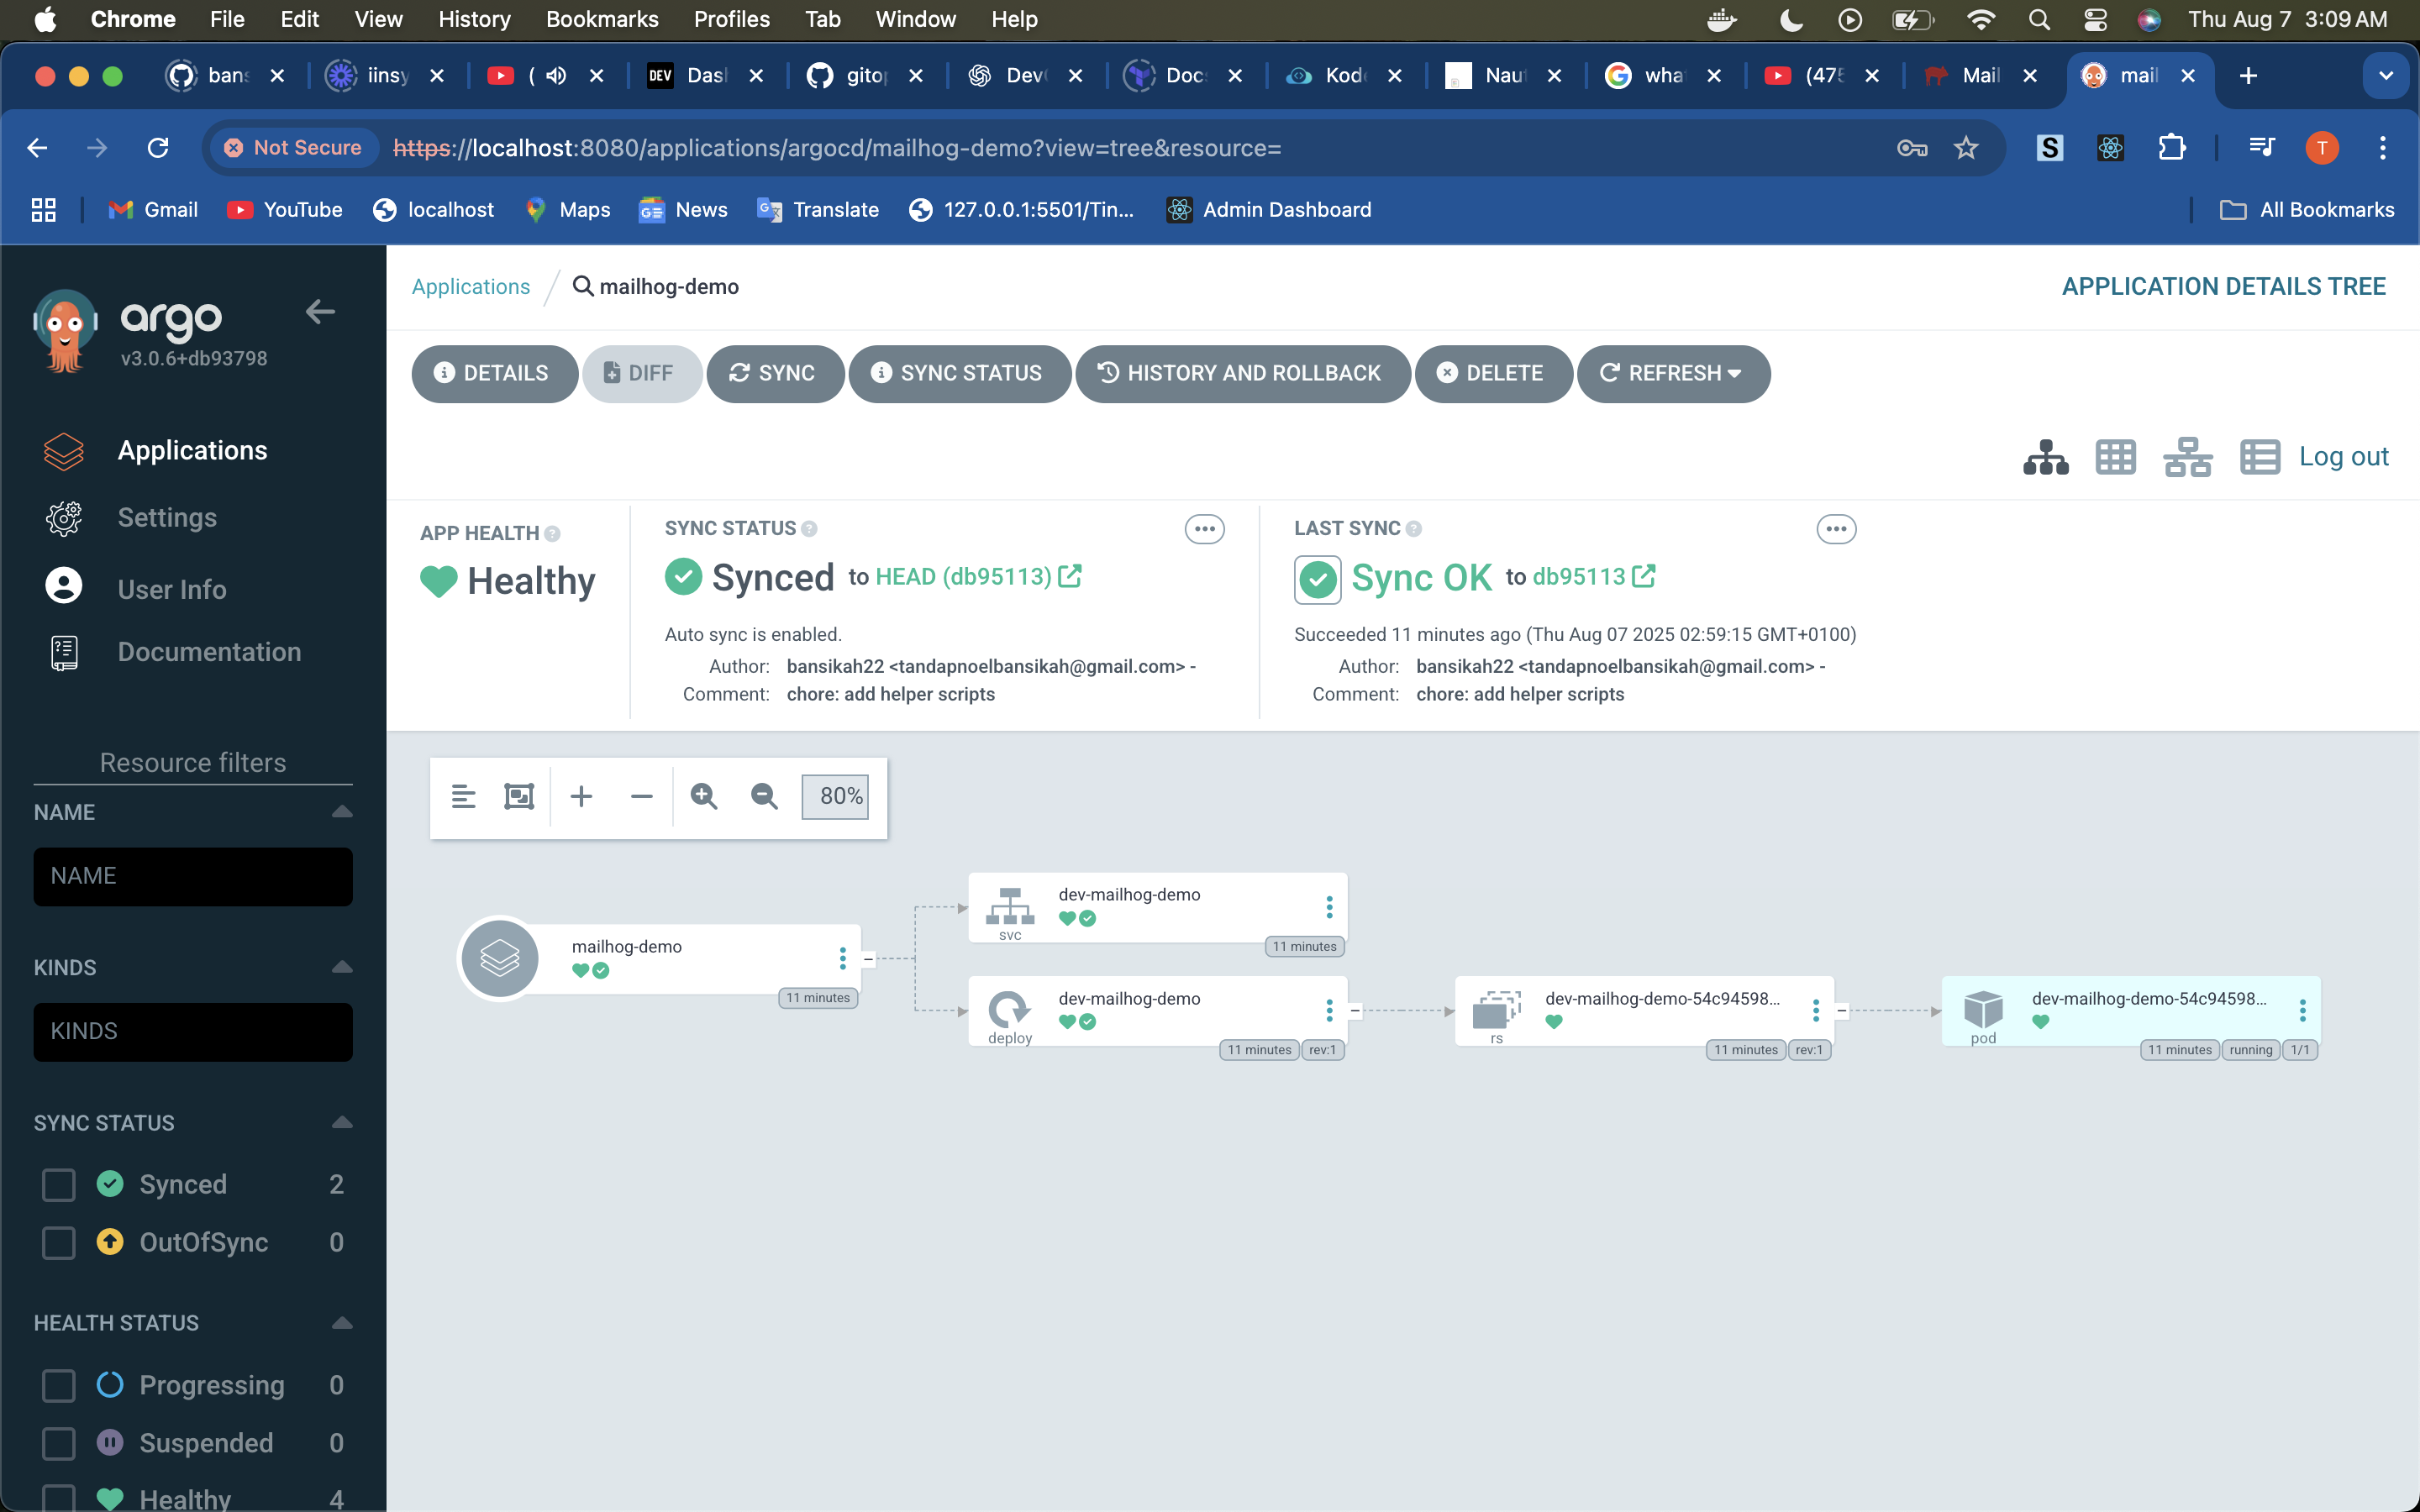 Chrome File Edit View History Bookmarks Profiles Tab Window Help Thu Aug 7 3:09 AM
bans iinsy ( DEV Dash gitop Dev Docs Kode Nau what (475 Mail mail
Not Secure https://localhost:8080/applications/argocd/mailhog-demo?view=tree&resource= S T
Gmail YouTube localhost Maps News Translate 127.0.0.1:5501/Tin... Admin Dashboard All Bookmarks
argo
v3.0.6+db93798
Applications
Settings
User Info
Documentation
Resource filters
NAME
NAME
KINDS
KINDS
SYNC STATUS
Synced 2
OutOfSync 0
HEALTH STATUS
Progressing 0
Suspended 0
Healthy 4
Applications / mailhog-demo
APPLICATION DETAILS TREE
DETAILS DIFF SYNC SYNC STATUS HISTORY AND ROLLBACK DELETE REFRESH
Log out
APP HEALTH
Healthy
SYNC STATUS
Synced to HEAD (db95113)
Auto sync is enabled.
Author: bansikah22 <tandapnoelbansikah@gmail.com> -
Comment: chore: add helper scripts
LAST SYNC
Sync OK to db95113
Succeeded 11 minutes ago (Thu Aug 07 2025 02:59:15 GMT+0100)
Author: bansikah22 <tandapnoelbansikah@gmail.com> -
Comment: chore: add helper scripts
80%
mailhog-demo
11 minutes
dev-mailhog-demo
svc
11 minutes
dev-mailhog-demo
deploy
11 minutes rev:1
dev-mailhog-demo-54c94598...
rs
11 minutes rev:1
dev-mailhog-demo-54c94598...
pod
11 minutes running 1/1